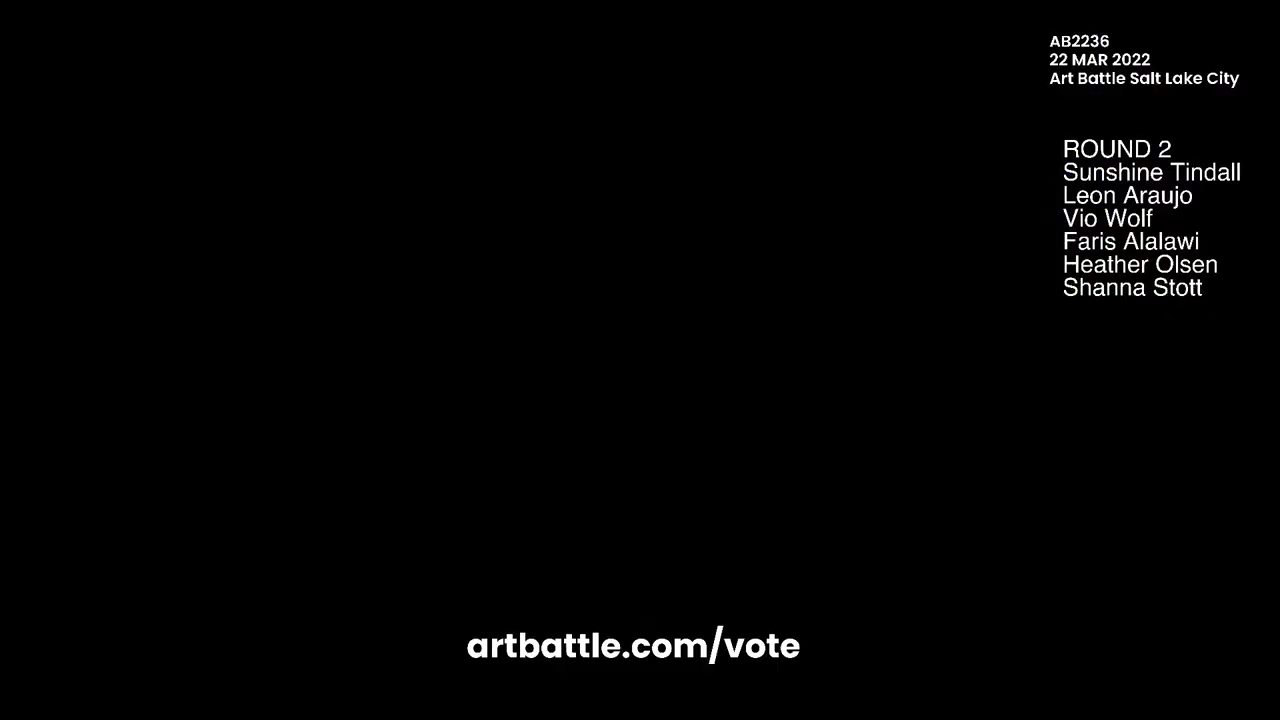 AB2236
22 MAR 2022
Art Battle Salt Lake City
ROUND 2
Sunshine Tindall
Leon Araujo
Vio Wolf
Faris Alalawi
Heather Olsen
Shanna Stott
artbattle.com/vote